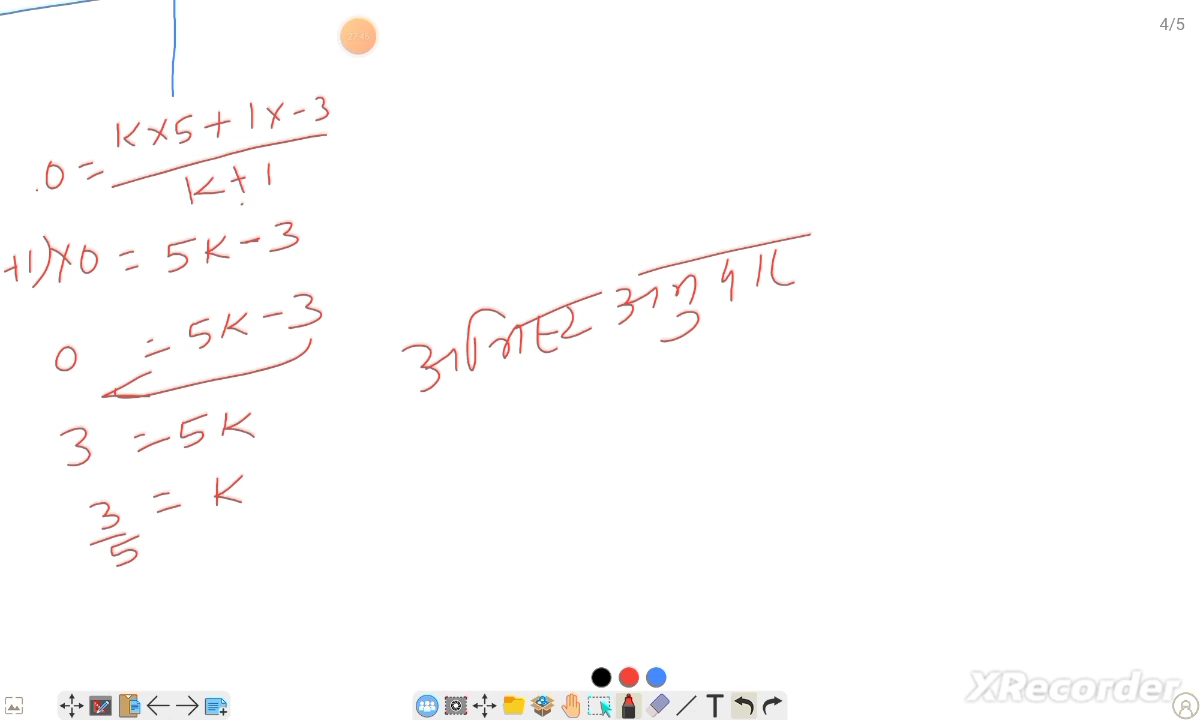 4/5
0 = K×5 + 1×-3 / K+1
+1)×0 = 5K-3
0 = 5K-3
3 = 5K
3/5 = K
अभीष्ट अनुपात
T
XRecorder